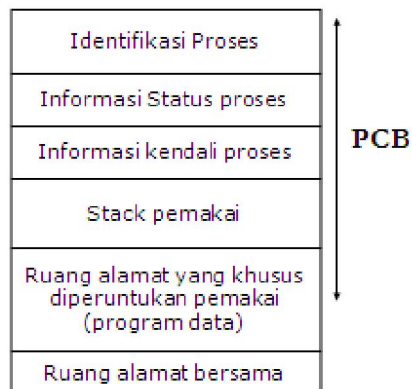 Identifikasi Proses
Informasi Status proses
Informasi kendali proses
PCB
Stack pemakai
Ruang alamat yang khusus
diperuntukan pemakai
(program data)
Ruang alamat bersama